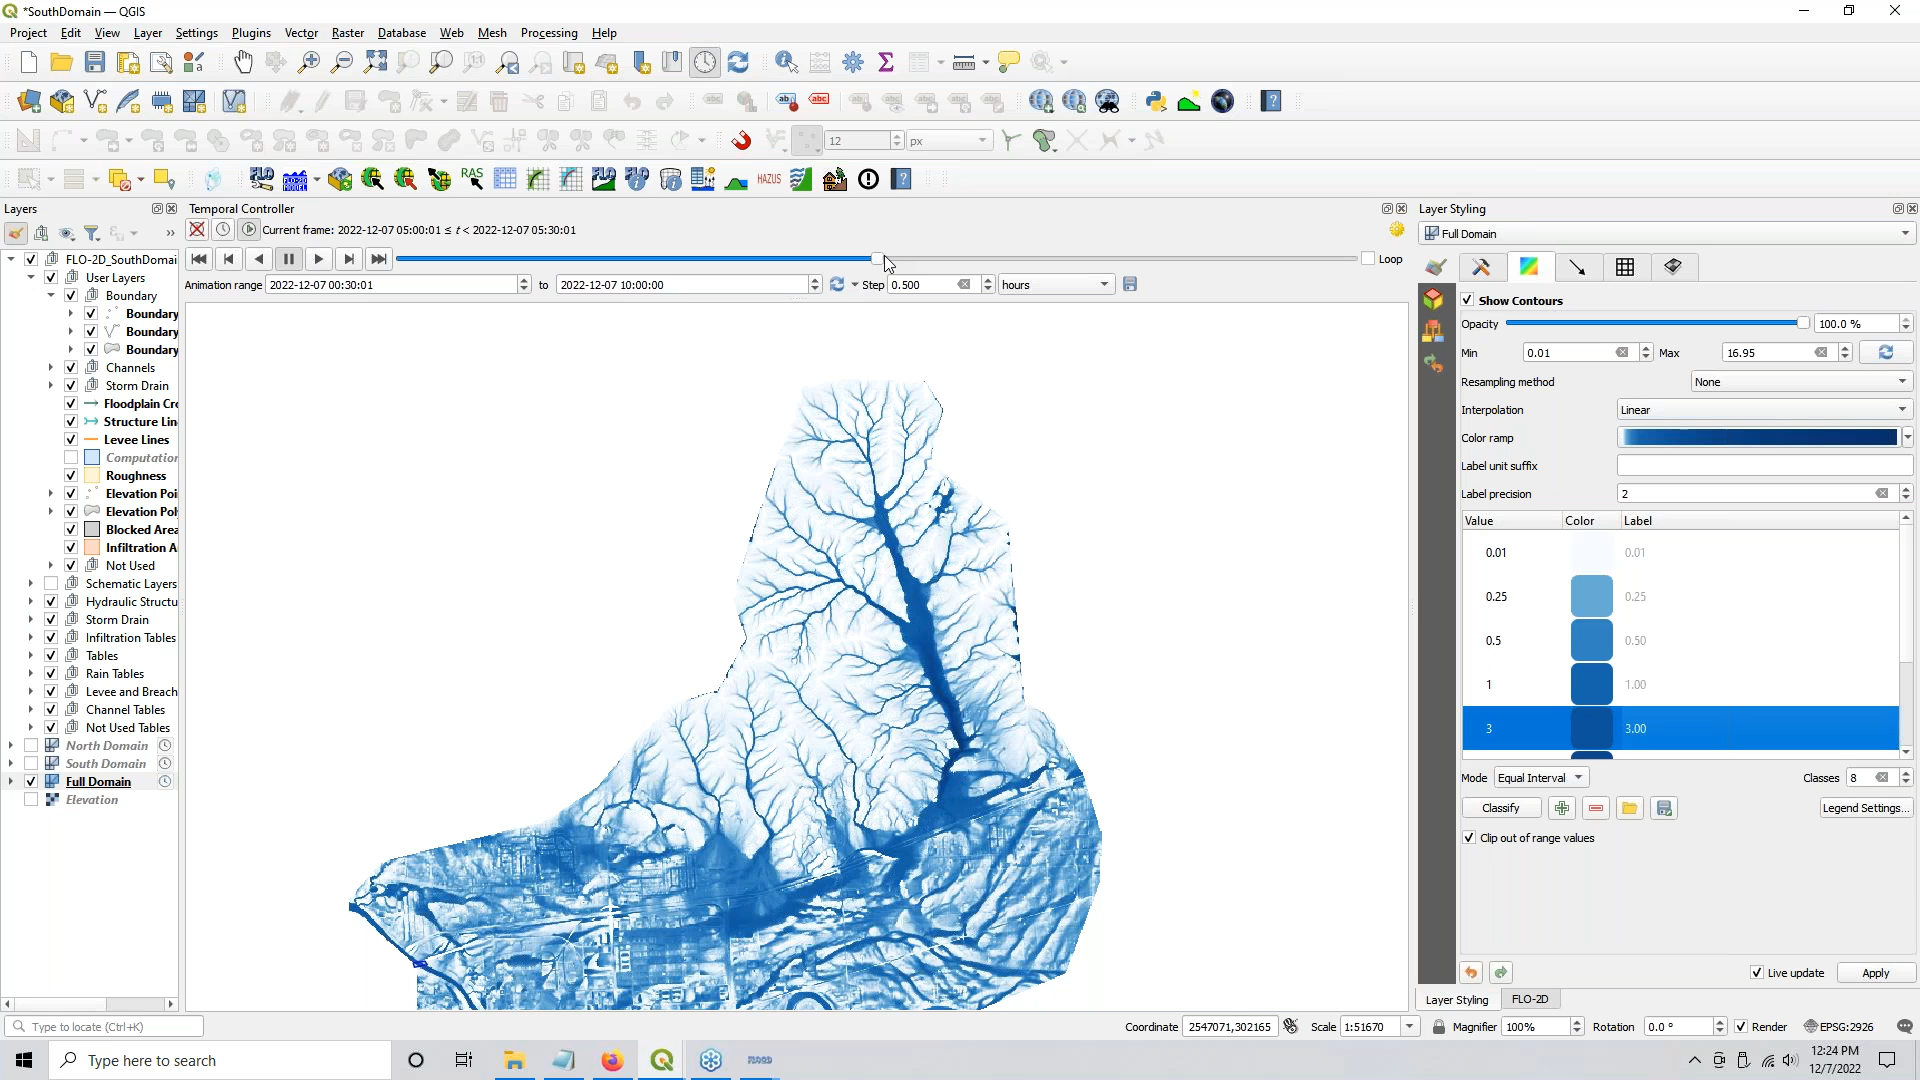 *SouthDomain — QGIS
Project Edit View Layer Settings Plugins Vector Raster Database Web Mesh Processing Help
12 px
RAS
HAZUS
Layers
Temporal Controller
Layer Styling
Current frame: 2022-12-07 05:00:01 ≤ t < 2022-12-07 05:30:01
Full Domain
Loop
Animation range 2022-12-07 00:30:01 to 2022-12-07 10:00:00 Step 0.500 hours
FLO-2D_SouthDomai
User Layers
Boundary
Boundary
Boundary
Boundary
Channels
Storm Drain
Floodplain Cr
Structure Lin
Levee Lines
Computation
Roughness
Elevation Poi
Elevation Pol
Blocked Area
Infiltration A
Not Used
Schematic Layers
Hydraulic Structu
Storm Drain
Infiltration Tables
Tables
Rain Tables
Levee and Breach
Channel Tables
Not Used Tables
North Domain
South Domain
Full Domain
Elevation
Show Contours
Opacity 100.0 %
Min 0.01 Max 16.95
Resampling method None
Interpolation Linear
Color ramp
Label unit suffix
Label precision 2
Value Color Label
0.01 0.01
0.25 0.25
0.5 0.50
1 1.00
3 3.00
Mode Equal Interval Classes 8
Classify Legend Settings...
Clip out of range values
Live update Apply
Layer Styling FLO-2D
Type to locate (Ctrl+K)
Coordinate 2547071,302165 Scale 1:51670 Magnifier 100% Rotation 0.0 ° Render EPSG:2926
Type here to search
12:24 PM
12/7/2022